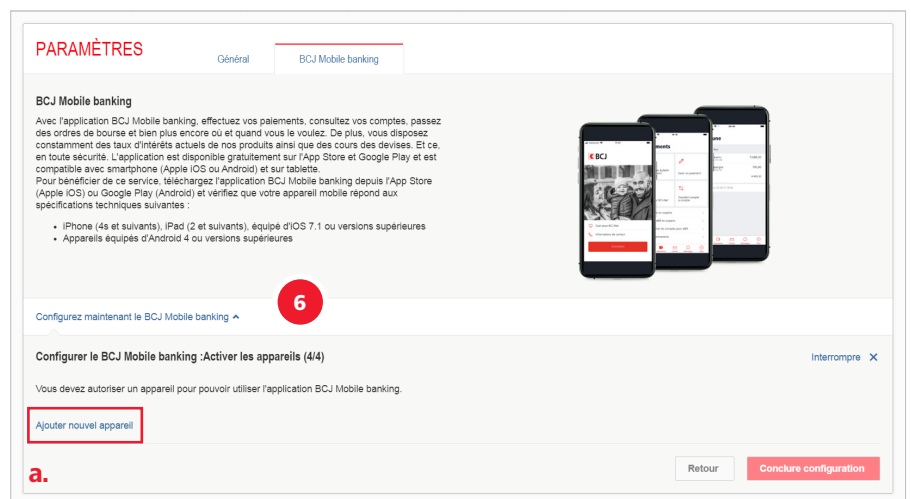 PARAMÈTRES
Général
BCJ Mobile banking
BCJ Mobile banking
Avec l'application BCJ Mobile banking, effectuez vos paiements, consultez vos comptes, passez
des ordres de bourse et bien plus encore où et quand vous le voulez. De plus, vous disposez
constamment des taux d'intérêts actuels de nos produits ainsi que des cours des devises. Et ce,
en toute sécurité. L'application est disponible gratuitement sur l'App Store et Google Play et est
compatible avec smartphone (Apple iOS ou Android) et sur tablette.
Pour bénéficier de ce service, téléchargez l'application BCJ Mobile banking depuis l'App Store
(Apple iOS) ou Google Play (Android) et vérifiez que votre appareil mobile répond aux
spécifications techniques suivantes :
• iPhone (4s et suivants), iPad (2 et suivants), équipé d'iOS 7.1 ou versions supérieures
• Appareils équipés d'Android 4 ou versions supérieures
BCJ
6
Configurez maintenant le BCJ Mobile banking
Configurer le BCJ Mobile banking :Activer les appareils (4/4)
Interrompre
Vous devez autoriser un appareil pour pouvoir utiliser l'application BCJ Mobile banking.
Ajouter nouvel appareil
a.
Retour
Conclure configuration